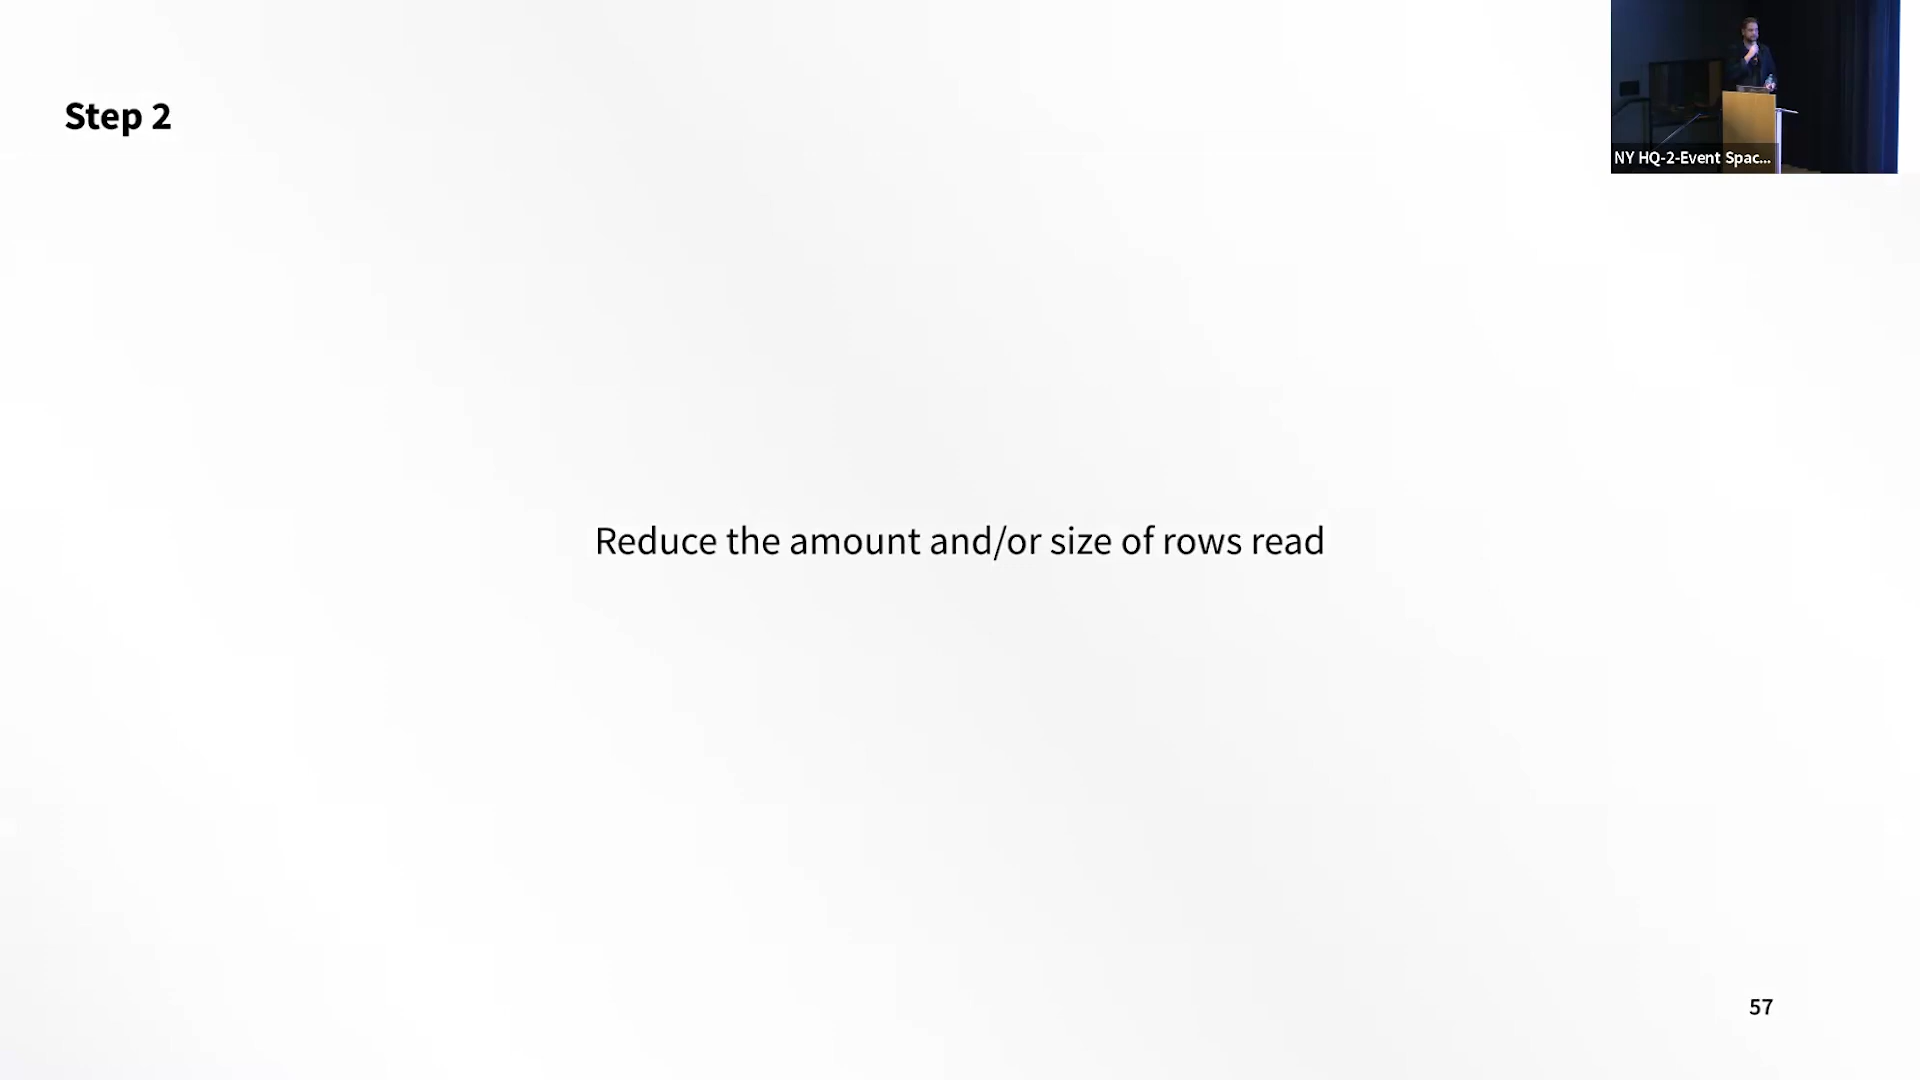 Step 2
NY HQ-2-Event Spac...
Reduce the amount and/or size of rows read
57